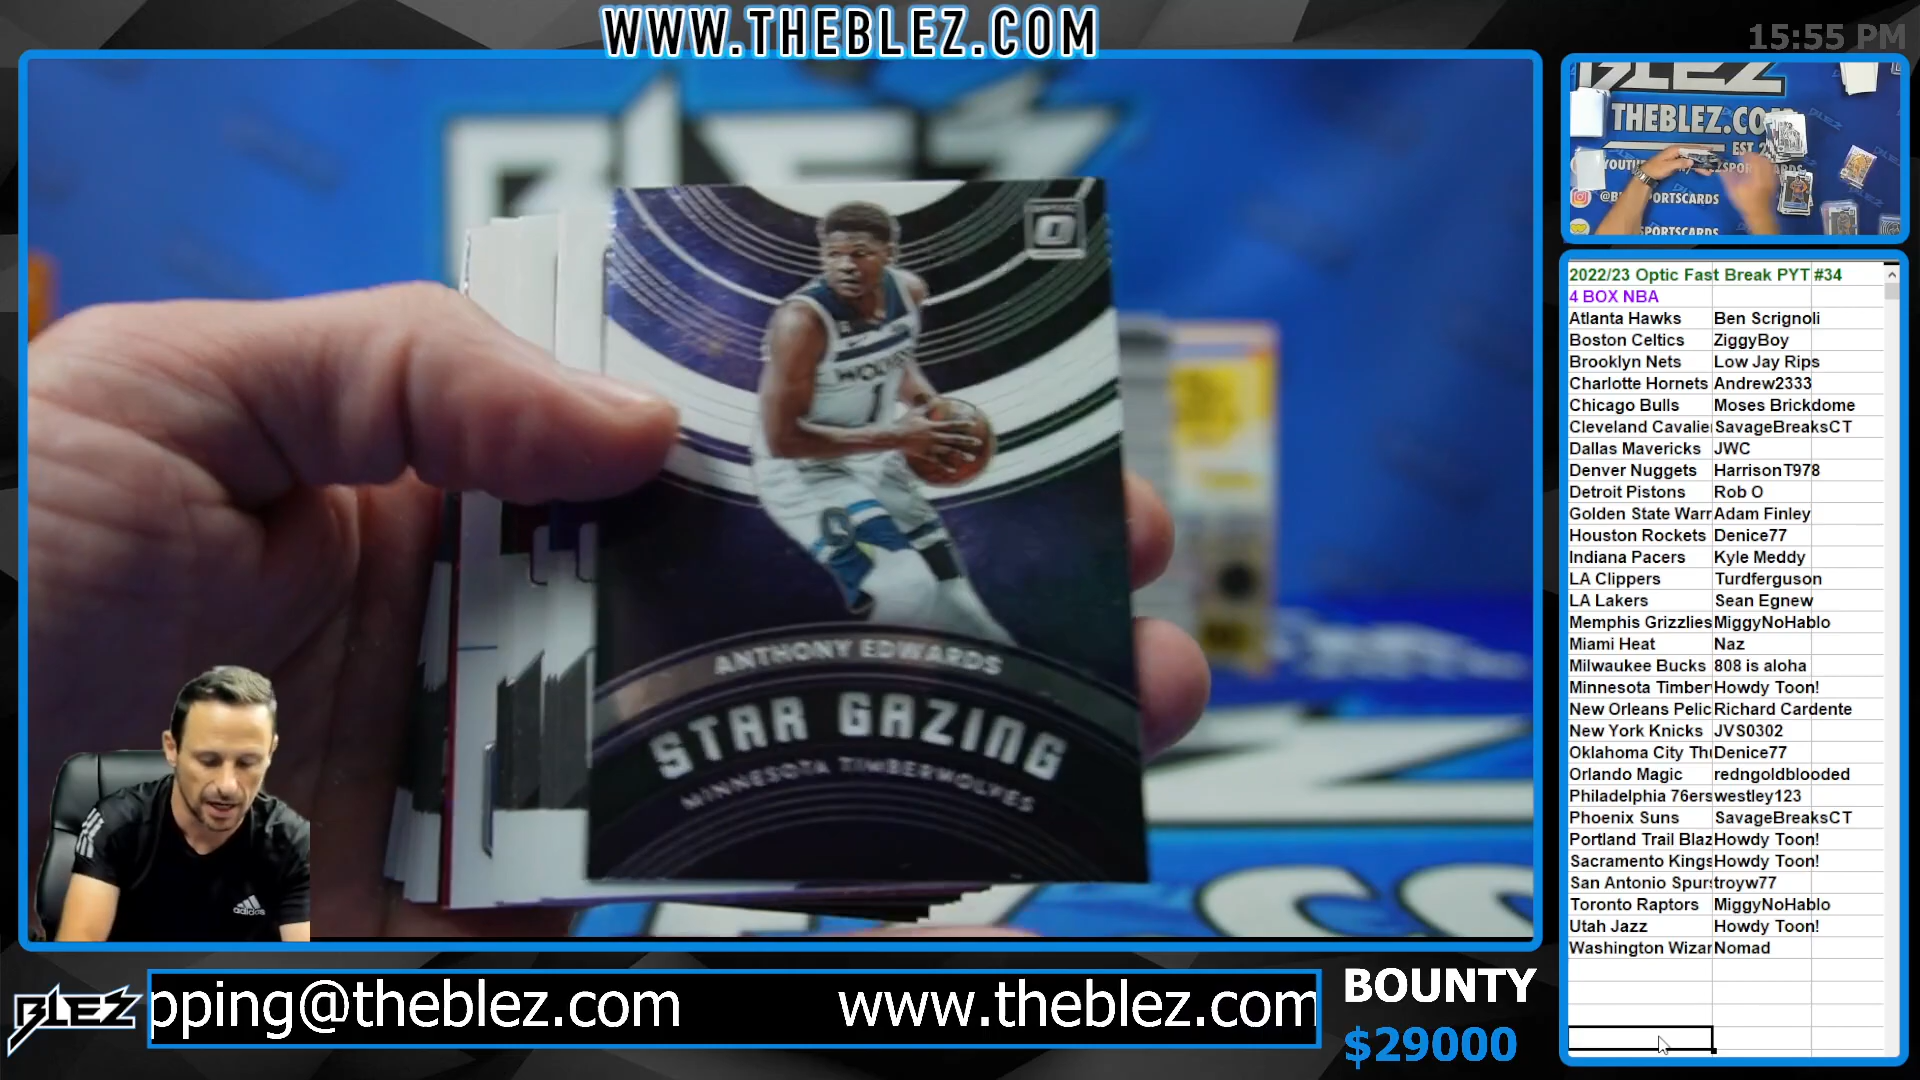 WWW.THEBLEZ.COM
15:55 PM
BLEZ
BLEZ
THEBLEZ.CO
O
WOLVES
1
ANTHONY EDWARDS
STAR GAZING
MINNESOTA TIMBERWOLVES
adidas
2022/23 Optic Fast Break PYT #34
4 BOX NBA
Atlanta Hawks Ben Scrignoli
Boston Celtics ZiggyBoy
Brooklyn Nets Low Jay Rips
Charlotte Hornets Andrew2333
Chicago Bulls Moses Brickdome
Cleveland Cavalie SavageBreaksCT
Dallas Mavericks JWC
Denver Nuggets HarrisonT978
Detroit Pistons Rob O
Golden State Warr Adam Finley
Houston Rockets Denice77
Indiana Pacers Kyle Meddy
LA Clippers Turdferguson
LA Lakers Sean Egnew
Memphis Grizzlies MiggyNoHablo
Miami Heat Naz
Milwaukee Bucks 808 is aloha
Minnesota Timber Howdy Toon!
New Orleans Pelic Richard Cardente
New York Knicks JVS0302
Oklahoma City Thu Denice77
Orlando Magic redngoldblooded
Philadelphia 76ers westley123
Phoenix Suns SavageBreaksCT
Portland Trail Blaz Howdy Toon!
Sacramento Kings Howdy Toon!
San Antonio Spurs troyw77
Toronto Raptors MiggyNoHablo
Utah Jazz Howdy Toon!
Washington Wizar Nomad
BLEZ
pping@theblez.com www.theblez.com
BOUNTY
$29000